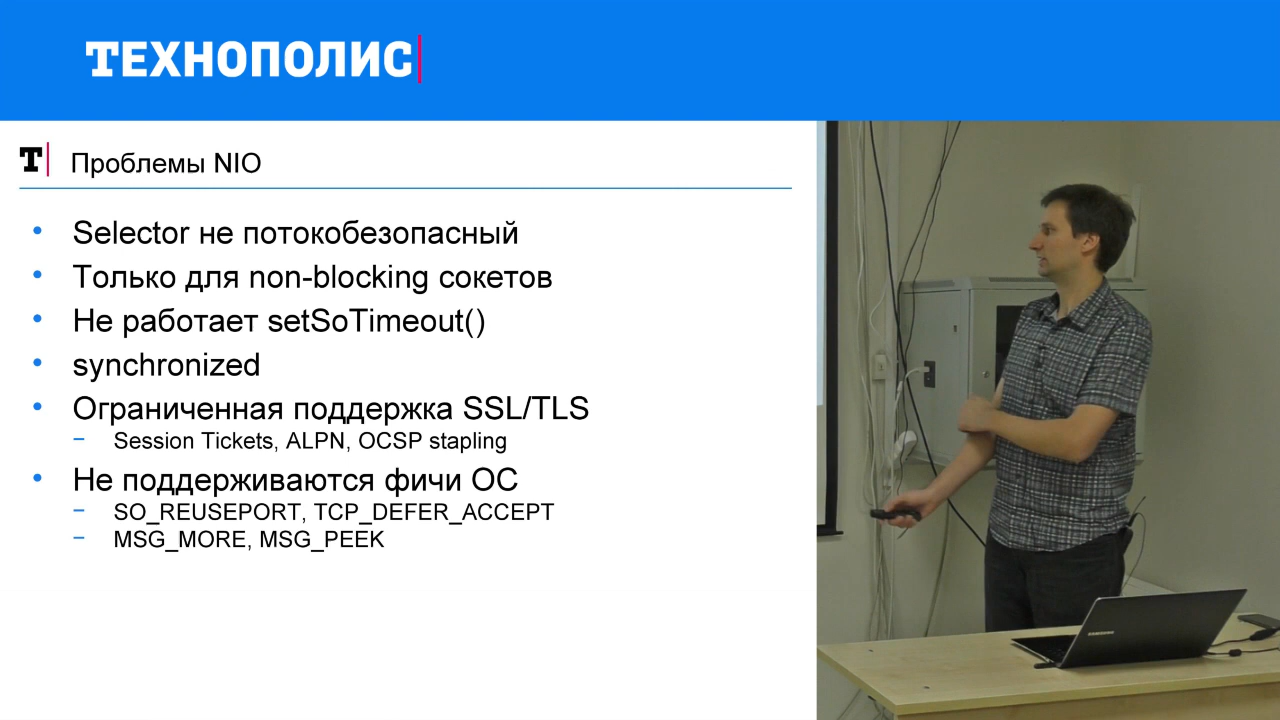 ТЕХНОПОЛИС
Т| Проблемы NIO
• Selector не потокобезопасный
• Только для non-blocking сокетов
• Не работает setSoTimeout()
• synchronized
• Ограниченная поддержка SSL/TLS
− Session Tickets, ALPN, OCSP stapling
• Не поддерживаются фичи ОС
− SO_REUSEPORT, TCP_DEFER_ACCEPT
− MSG_MORE, MSG_PEEK
SAMSUNG